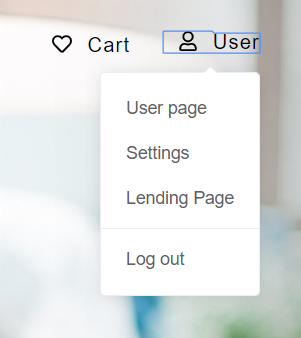 Cart User
User page
Settings
Lending Page
Log out